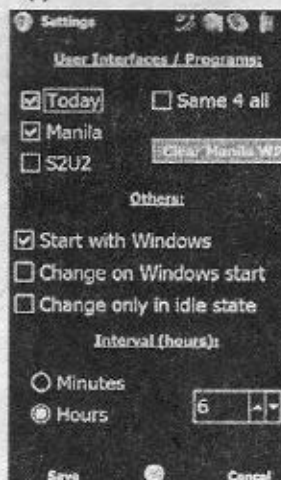 Settings
User Interfaces / Programs:
Today Same 4 all
Manila
Clear Manila WP
S2U2
Others:
Start with Windows
Change on Windows start
Change only in idle state
Interval (hours):
Minutes
Hours 6
Save Cancel